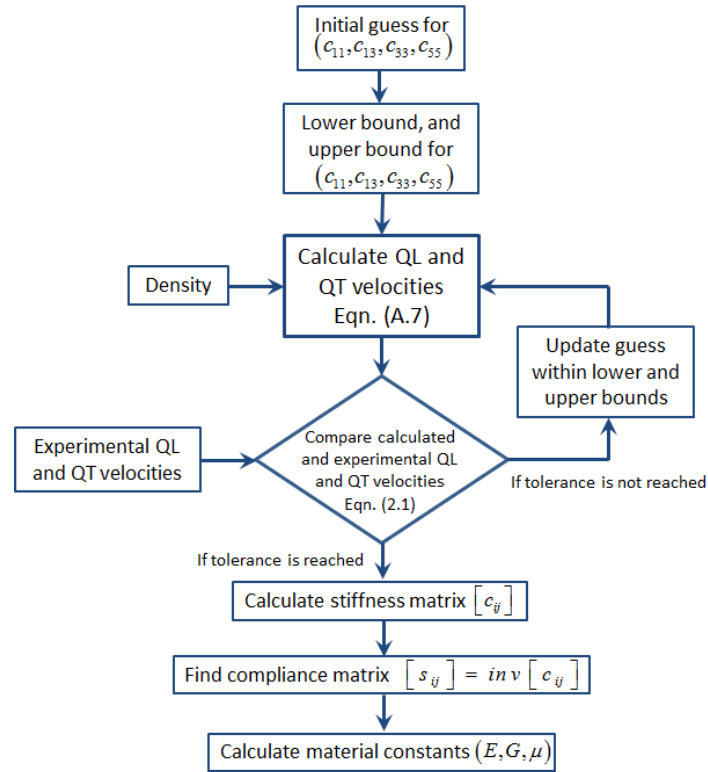 Initial guess for
(c₁₁,c₁₃,c₃₃,c₅₅)
Lower bound, and
upper bound for
(c₁₁,c₁₃,c₃₃,c₅₅)
Calculate QL and
QT velocities
Eqn. (A.7)
Density
Update guess
within lower and
upper bounds
Experimental QL
and QT velocities
Compare calculated
and experimental QL
and QT velocities
Eqn. (2.1)
If tolerance is not reached
If tolerance is reached
Calculate stiffness matrix [cᵢⱼ]
Find compliance matrix [sᵢⱼ] = inv [cᵢⱼ]
Calculate material constants (E,G,μ)